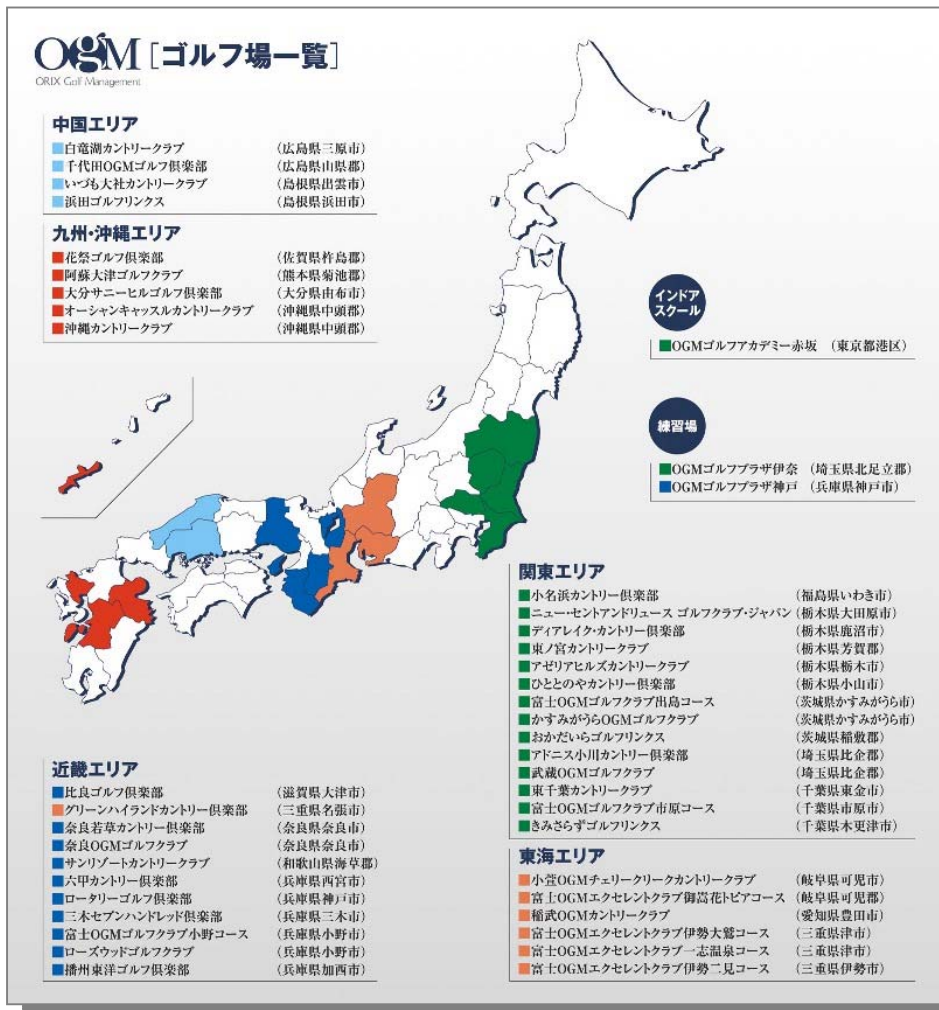 OgM [ゴルフ場一覧]
ORIX Golf Management
中国エリア
白竜湖カントリークラブ （広島県三原市）
千代田OGMゴルフ倶楽部 （広島県山県郡）
いづも大社カントリークラブ （島根県出雲市）
浜田ゴルフリンクス （島根県浜田市）
九州・沖縄エリア
花祭ゴルフ倶楽部 （佐賀県杵島郡）
阿蘇大津ゴルフクラブ （熊本県菊池郡）
大分サニーヒルゴルフ倶楽部 （大分県由布市）
オーシャンキャッスルカントリークラブ （沖縄県中頭郡）
沖縄カントリークラブ （沖縄県中頭郡）
インドア
スクール
OGMゴルフアカデミー赤坂 （東京都港区）
練習場
OGMゴルフプラザ伊奈 （埼玉県北足立郡）
OGMゴルフプラザ神戸 （兵庫県神戸市）
関東エリア
小名浜カントリー倶楽部 （福島県いわき市）
ニュー・セントアンドリュース ゴルフクラブ・ジャパン （栃木県大田原市）
ディアレイク・カントリー倶楽部 （栃木県鹿沼市）
東ノ宮カントリークラブ （栃木県芳賀郡）
アゼリアヒルズカントリークラブ （栃木県栃木市）
ひととのやカントリー倶楽部 （栃木県小山市）
富士OGMゴルフクラブ出島コース （茨城県かすみがうら市）
かすみがうらOGMゴルフクラブ （茨城県かすみがうら市）
おかだいらゴルフリンクス （茨城県稲敷郡）
アドニス小川カントリー倶楽部 （埼玉県比企郡）
武蔵OGMゴルフクラブ （埼玉県比企郡）
東千葉カントリークラブ （千葉県東金市）
富士OGMゴルフクラブ市原コース （千葉県市原市）
きみさらずゴルフリンクス （千葉県木更津市）
近畿エリア
比良ゴルフ倶楽部 （滋賀県大津市）
グリーンハイランドカントリー倶楽部 （三重県名張市）
奈良若草カントリー倶楽部 （奈良県奈良市）
奈良OGMゴルフクラブ （奈良県奈良市）
サンリゾートカントリークラブ （和歌山県海草郡）
六甲カントリー倶楽部 （兵庫県西宮市）
ロータリーゴルフ倶楽部 （兵庫県神戸市）
三木セブンハンドレッド倶楽部 （兵庫県三木市）
富士OGMゴルフクラブ小野コース （兵庫県小野市）
ローズウッドゴルフクラブ （兵庫県小野市）
播州東洋ゴルフ倶楽部 （兵庫県加西市）
東海エリア
小萱OGMチェリークリークカントリークラブ （岐阜県可児市）
富士OGMエクセレントクラブ御嵩花トピアコース （岐阜県可児郡）
稲武OGMカントリークラブ （愛知県豊田市）
富士OGMエクセレントクラブ伊勢大鷲コース （三重県津市）
富士OGMエクセレントクラブ一志温泉コース （三重県津市）
富士OGMエクセレントクラブ伊勢二見コース （三重県伊勢市）